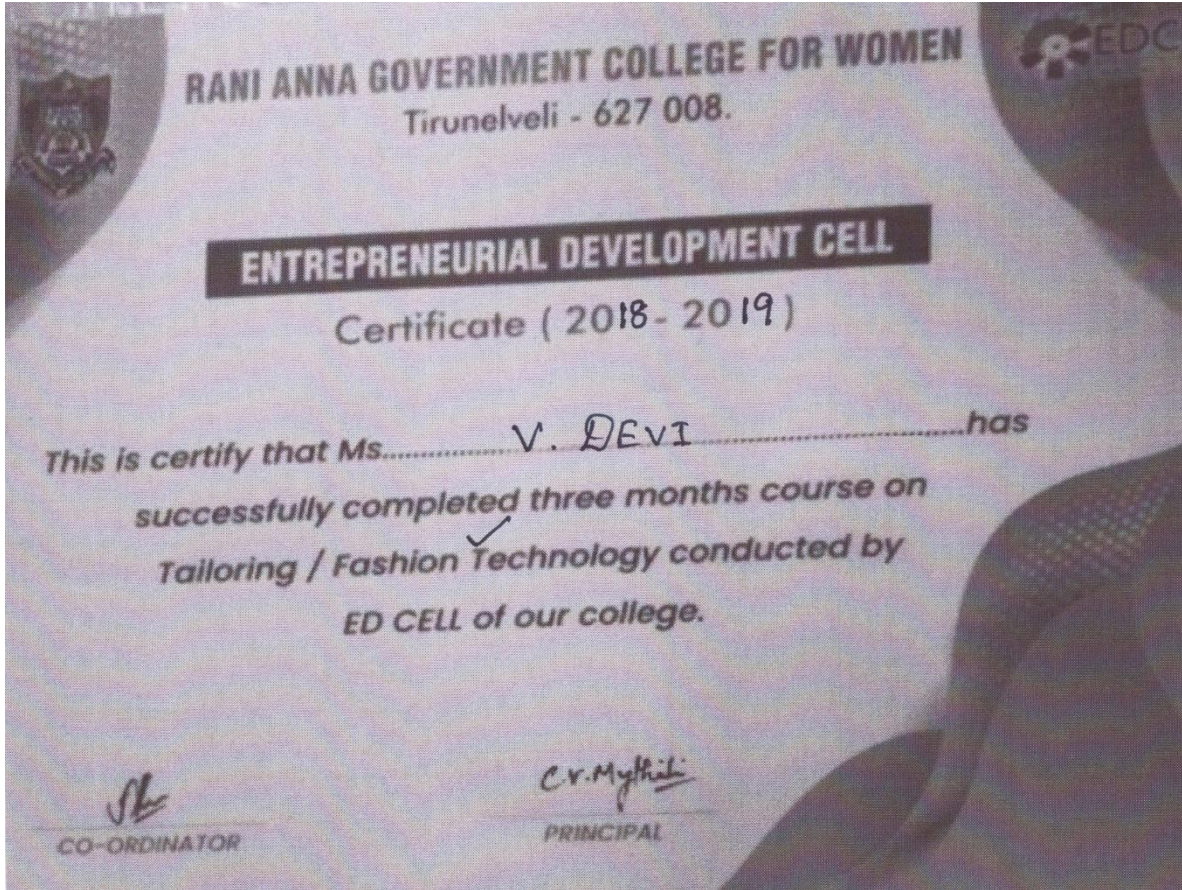 RANI ANNA GOVERNMENT COLLEGE FOR WOMEN
EDC
Tirunelveli - 627 008.
ENTREPRENEURIAL DEVELOPMENT CELL
Certificate ( 2018 - 2019 )
This is certify that Ms..................V. DEVI...................................has
successfully completed three months course on
Tailoring / Fashion Technology conducted by
ED CELL of our college.
C.V.Mythili
CO-ORDINATOR
PRINCIPAL